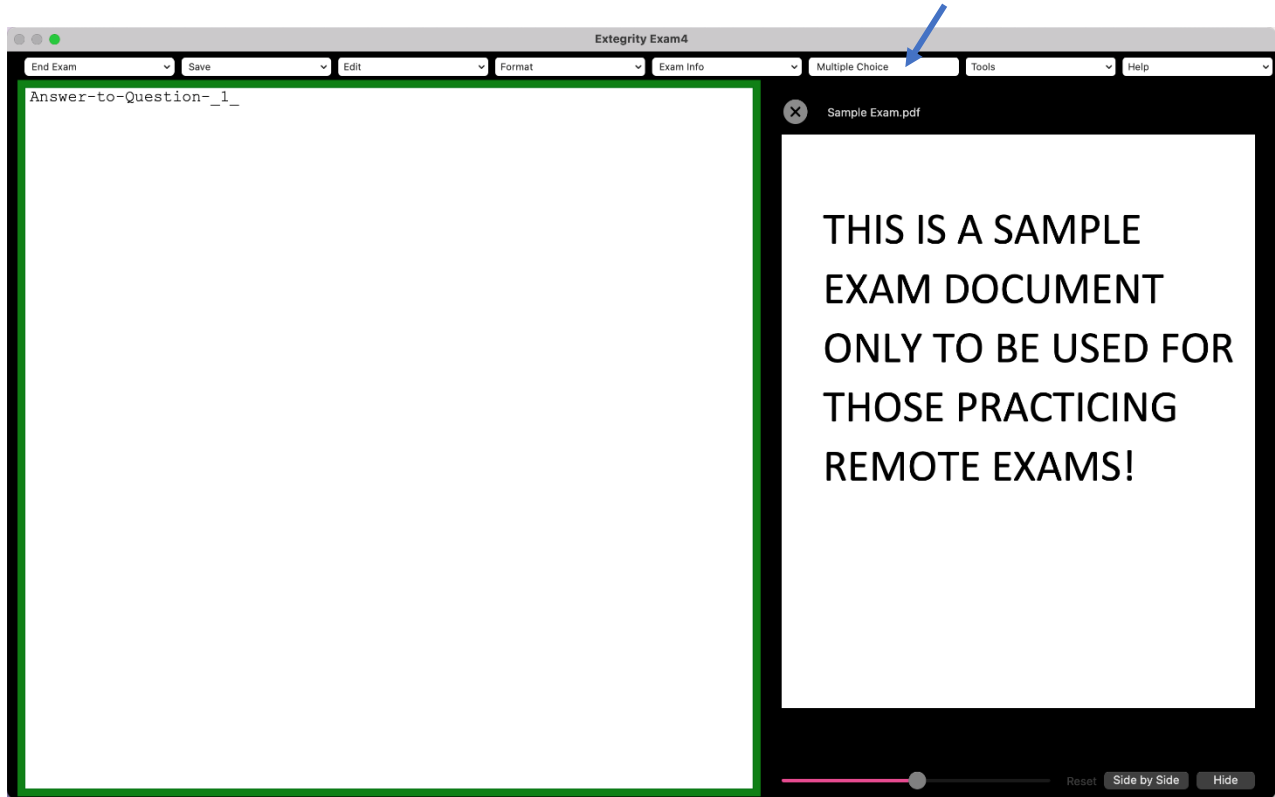 Extegrity Exam4
End Exam Save Edit Format Exam Info Multiple Choice Tools Help
Answer-to-Question-_1_
Sample Exam.pdf
THIS IS A SAMPLE
EXAM DOCUMENT
ONLY TO BE USED FOR
THOSE PRACTICING
REMOTE EXAMS!
Reset Side by Side Hide